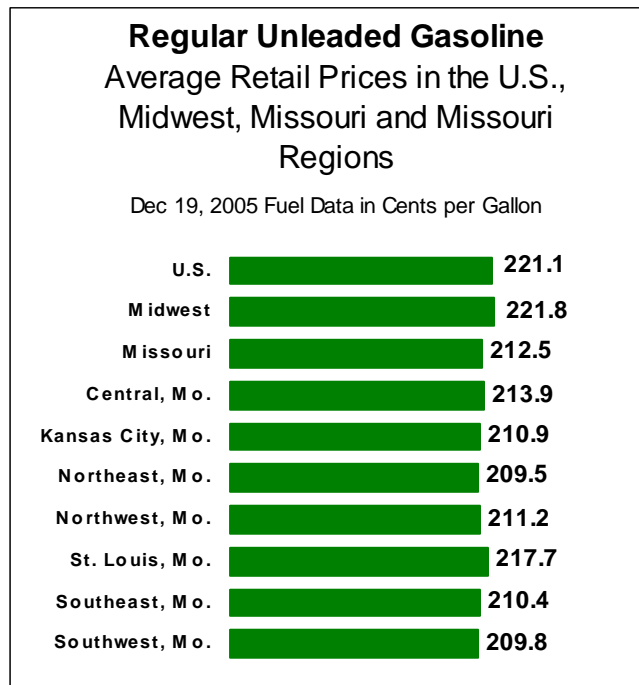 Regular Unleaded Gasoline
Average Retail Prices in the U.S.,
Midwest, Missouri and Missouri
Regions
Dec 19, 2005 Fuel Data in Cents per Gallon
U.S. 221.1
Midwest 221.8
Missouri 212.5
Central, Mo. 213.9
Kansas City, Mo. 210.9
Northeast, Mo. 209.5
Northwest, Mo. 211.2
St. Louis, Mo. 217.7
Southeast, Mo. 210.4
Southwest, Mo. 209.8